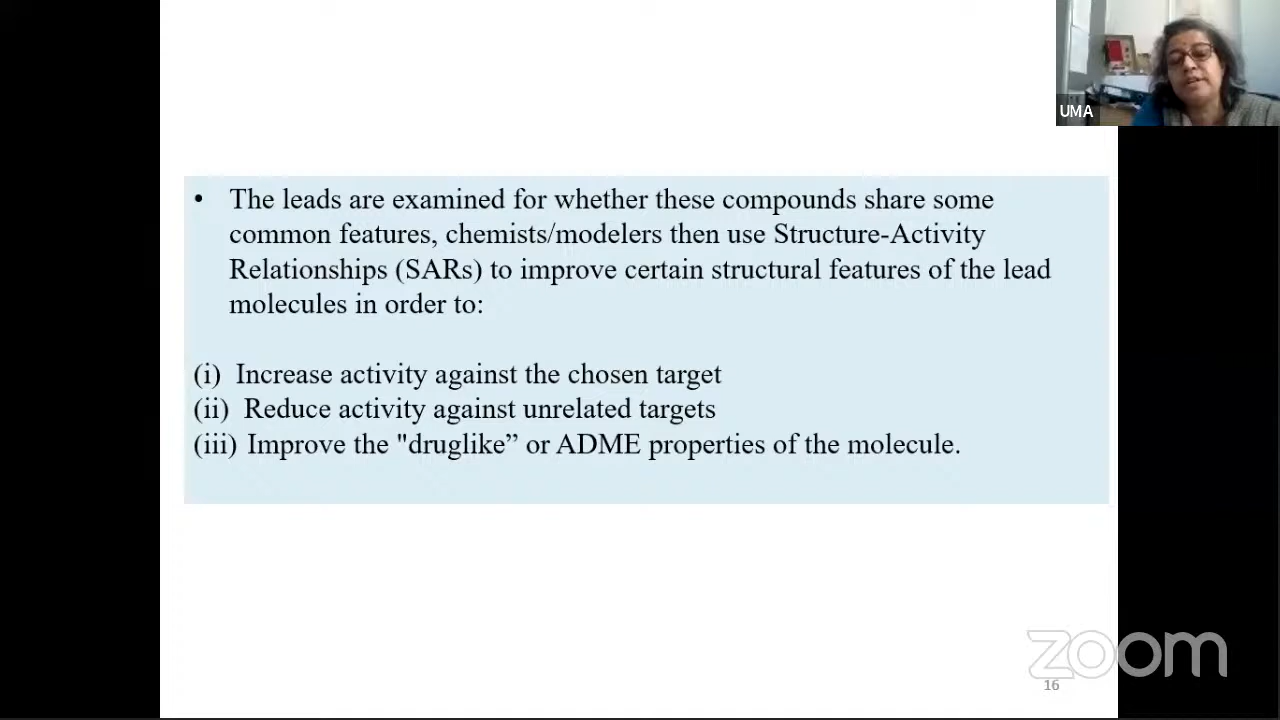 UMA
• The leads are examined for whether these compounds share some
common features, chemists/modelers then use Structure-Activity
Relationships (SARs) to improve certain structural features of the lead
molecules in order to:
(i) Increase activity against the chosen target
(ii) Reduce activity against unrelated targets
(iii) Improve the "druglike” or ADME properties of the molecule.
zoom
16